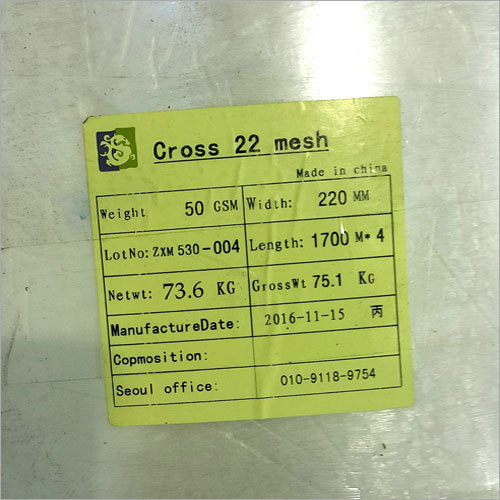 Cross 22 mesh
Made in china
Weight 50 GSM Width: 220 MM
LotNo: ZXM 530-004 Length: 1700 M* 4
Netwt: 73.6 KG GrossWt 75.1 KG
ManufactureDate: 2016-11-15 丙
Copmosition:
Seoul office: 010-9118-9754